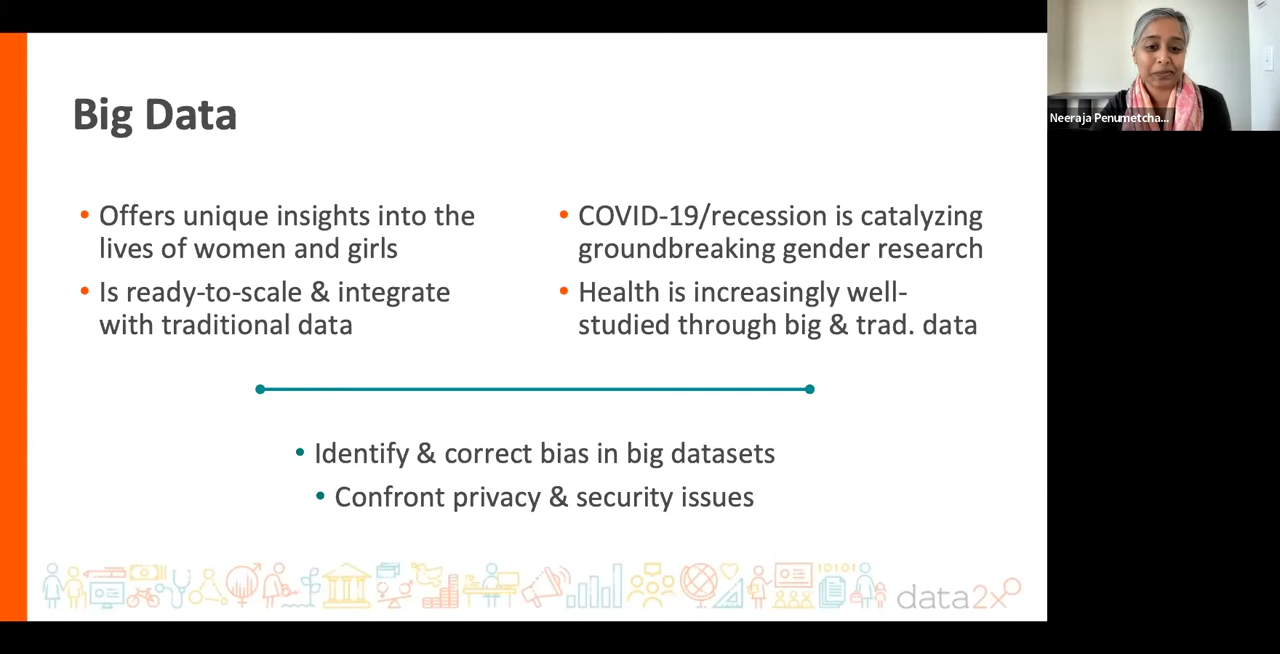 Big Data
• Offers unique insights into the
lives of women and girls
• Is ready-to-scale & integrate
with traditional data
• COVID-19/recession is catalyzing
groundbreaking gender research
• Health is increasingly well-
studied through big & trad. data
• Identify & correct bias in big datasets
• Confront privacy & security issues
101010
data2x
Neeraja Penumetcha...